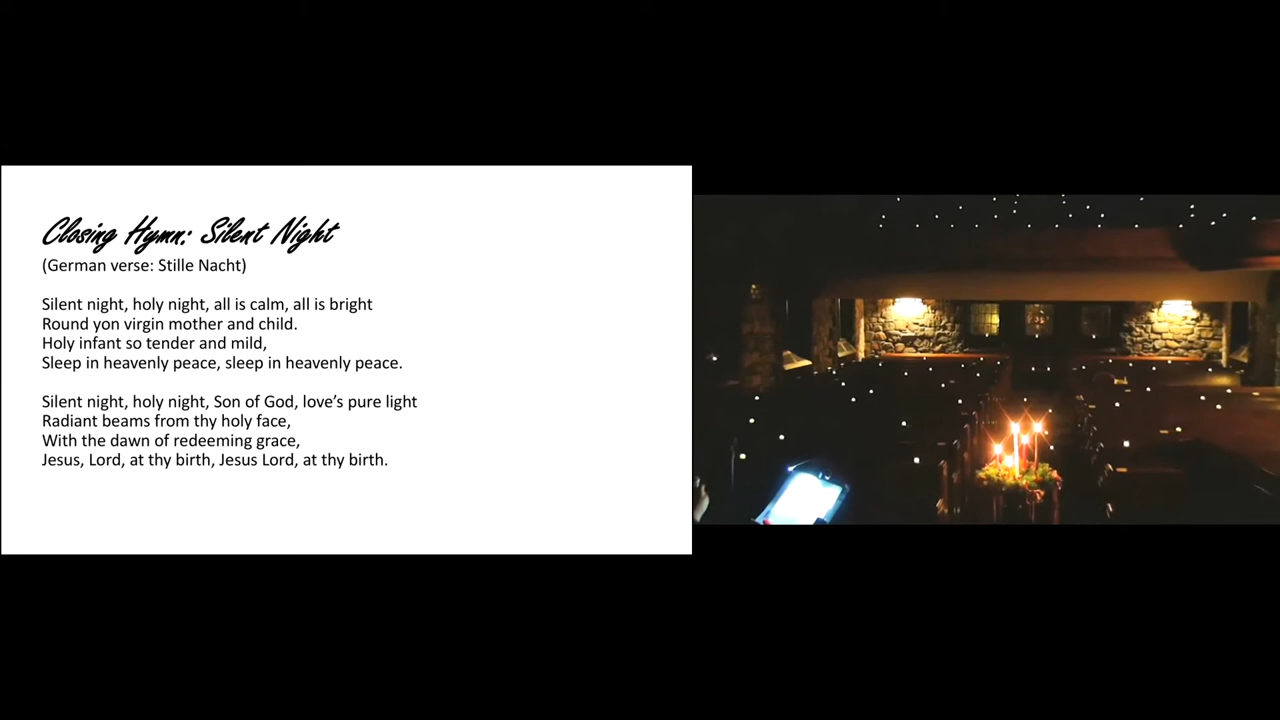 Closing Hymn: Silent Night
(German verse: Stille Nacht)
Silent night, holy night, all is calm, all is bright
Round yon virgin mother and child.
Holy infant so tender and mild,
Sleep in heavenly peace, sleep in heavenly peace.
Silent night, holy night, Son of God, love’s pure light
Radiant beams from thy holy face,
With the dawn of redeeming grace,
Jesus, Lord, at thy birth, Jesus Lord, at thy birth.